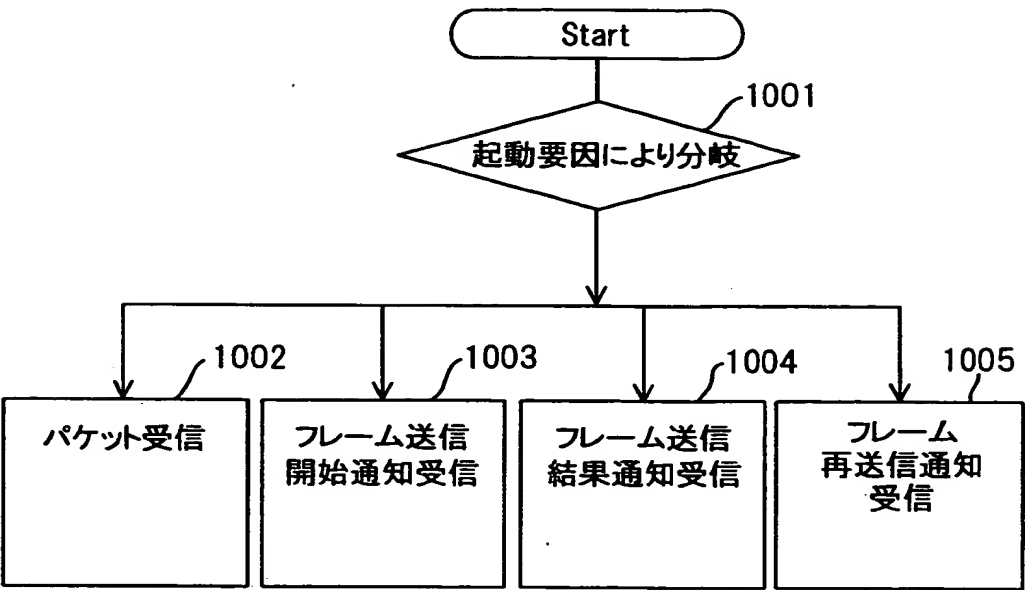 Start
1001
起動要因により分岐
1002
1003
1004
1005
パケット受信
フレーム送信
開始通知受信
フレーム送信
結果通知受信
フレーム
再送信通知
受信